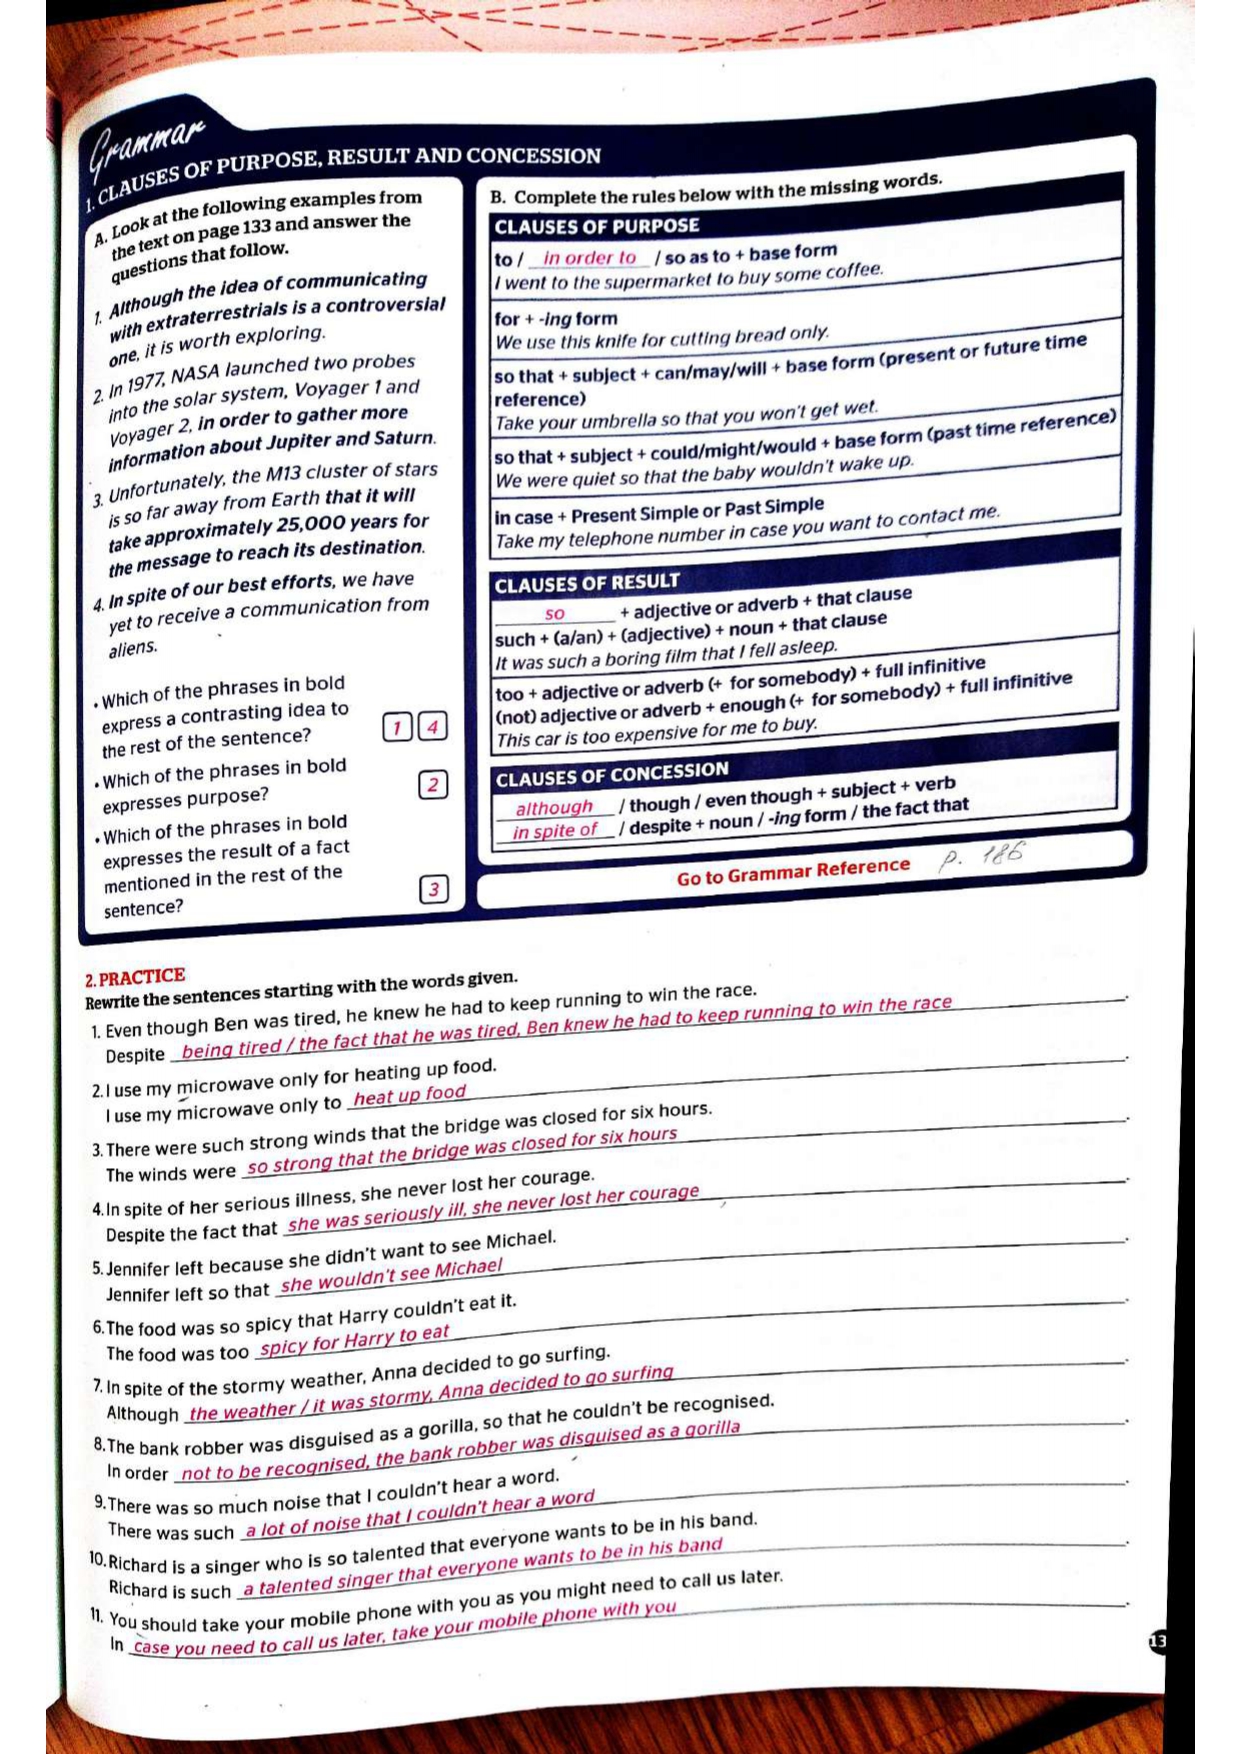 Grammar
1. CLAUSES OF PURPOSE, RESULT AND CONCESSION
A. Look at the following examples from
the text on page 133 and answer the
questions that follow.
1. Although the idea of communicating
with extraterrestrials is a controversial
one, it is worth exploring.
2. In 1977, NASA launched two probes
into the solar system, Voyager 1 and
Voyager 2, in order to gather more
information about Jupiter and Saturn.
3. Unfortunately, the M13 cluster of stars
is so far away from Earth that it will
take approximately 25,000 years for
the message to reach its destination.
4. In spite of our best efforts, we have
yet to receive a communication from
aliens.
• Which of the phrases in bold
express a contrasting idea to
the rest of the sentence? 1 4
• Which of the phrases in bold
expresses purpose? 2
• Which of the phrases in bold
expresses the result of a fact
mentioned in the rest of the
sentence? 3
B. Complete the rules below with the missing words.
CLAUSES OF PURPOSE
to / in order to / so as to + base form
I went to the supermarket to buy some coffee.
for + -ing form
We use this knife for cutting bread only.
so that + subject + can/may/will + base form (present or future time
reference)
Take your umbrella so that you won't get wet.
so that + subject + could/might/would + base form (past time reference)
We were quiet so that the baby wouldn't wake up.
in case + Present Simple or Past Simple
Take my telephone number in case you want to contact me.
CLAUSES OF RESULT
so + adjective or adverb + that clause
such + (a/an) + (adjective) + noun + that clause
It was such a boring film that I fell asleep.
too + adjective or adverb (+ for somebody) + full infinitive
(not) adjective or adverb + enough (+ for somebody) + full infinitive
This car is too expensive for me to buy.
CLAUSES OF CONCESSION
although / though / even though + subject + verb
in spite of / despite + noun / -ing form / the fact that
Go to Grammar Reference p. 186
2. PRACTICE
Rewrite the sentences starting with the words given.
1. Even though Ben was tired, he knew he had to keep running to win the race.
Despite being tired / the fact that he was tired, Ben knew he had to keep running to win the race.
2. I use my microwave only for heating up food.
I use my microwave only to heat up food.
3. There were such strong winds that the bridge was closed for six hours.
The winds were so strong that the bridge was closed for six hours.
4. In spite of her serious illness, she never lost her courage.
Despite the fact that she was seriously ill, she never lost her courage.
5. Jennifer left because she didn't want to see Michael.
Jennifer left so that she wouldn't see Michael.
6. The food was so spicy that Harry couldn't eat it.
The food was too spicy for Harry to eat.
7. In spite of the stormy weather, Anna decided to go surfing.
Although the weather / it was stormy, Anna decided to go surfing.
8. The bank robber was disguised as a gorilla, so that he couldn't be recognised.
In order not to be recognised, the bank robber was disguised as a gorilla.
9. There was so much noise that I couldn't hear a word.
There was such a lot of noise that I couldn't hear a word.
10. Richard is a singer who is so talented that everyone wants to be in his band.
Richard is such a talented singer that everyone wants to be in his band.
11. You should take your mobile phone with you as you might need to call us later.
In case you need to call us later, take your mobile phone with you.
13